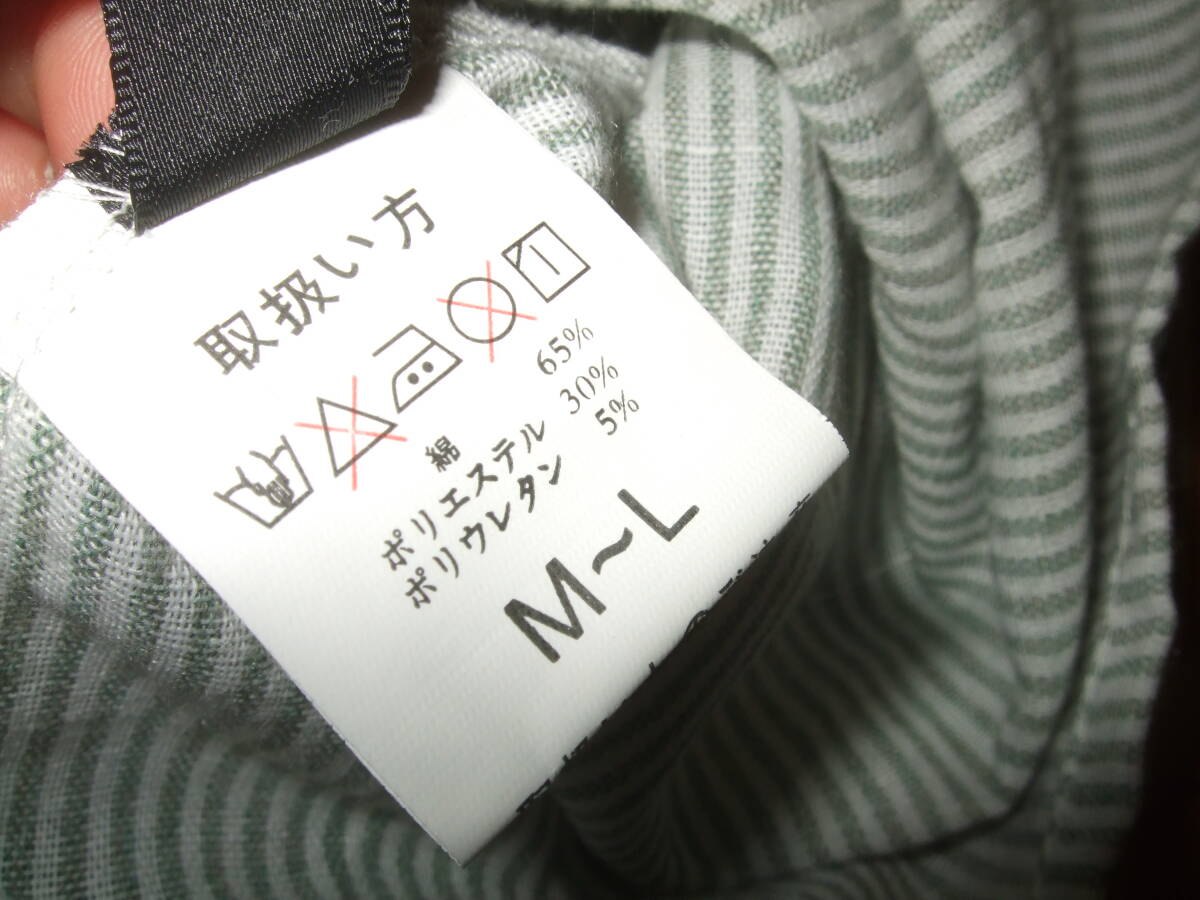 取扱い方
綿 65%
ポリエステル 30%
ポリウレタン 5%
M~L